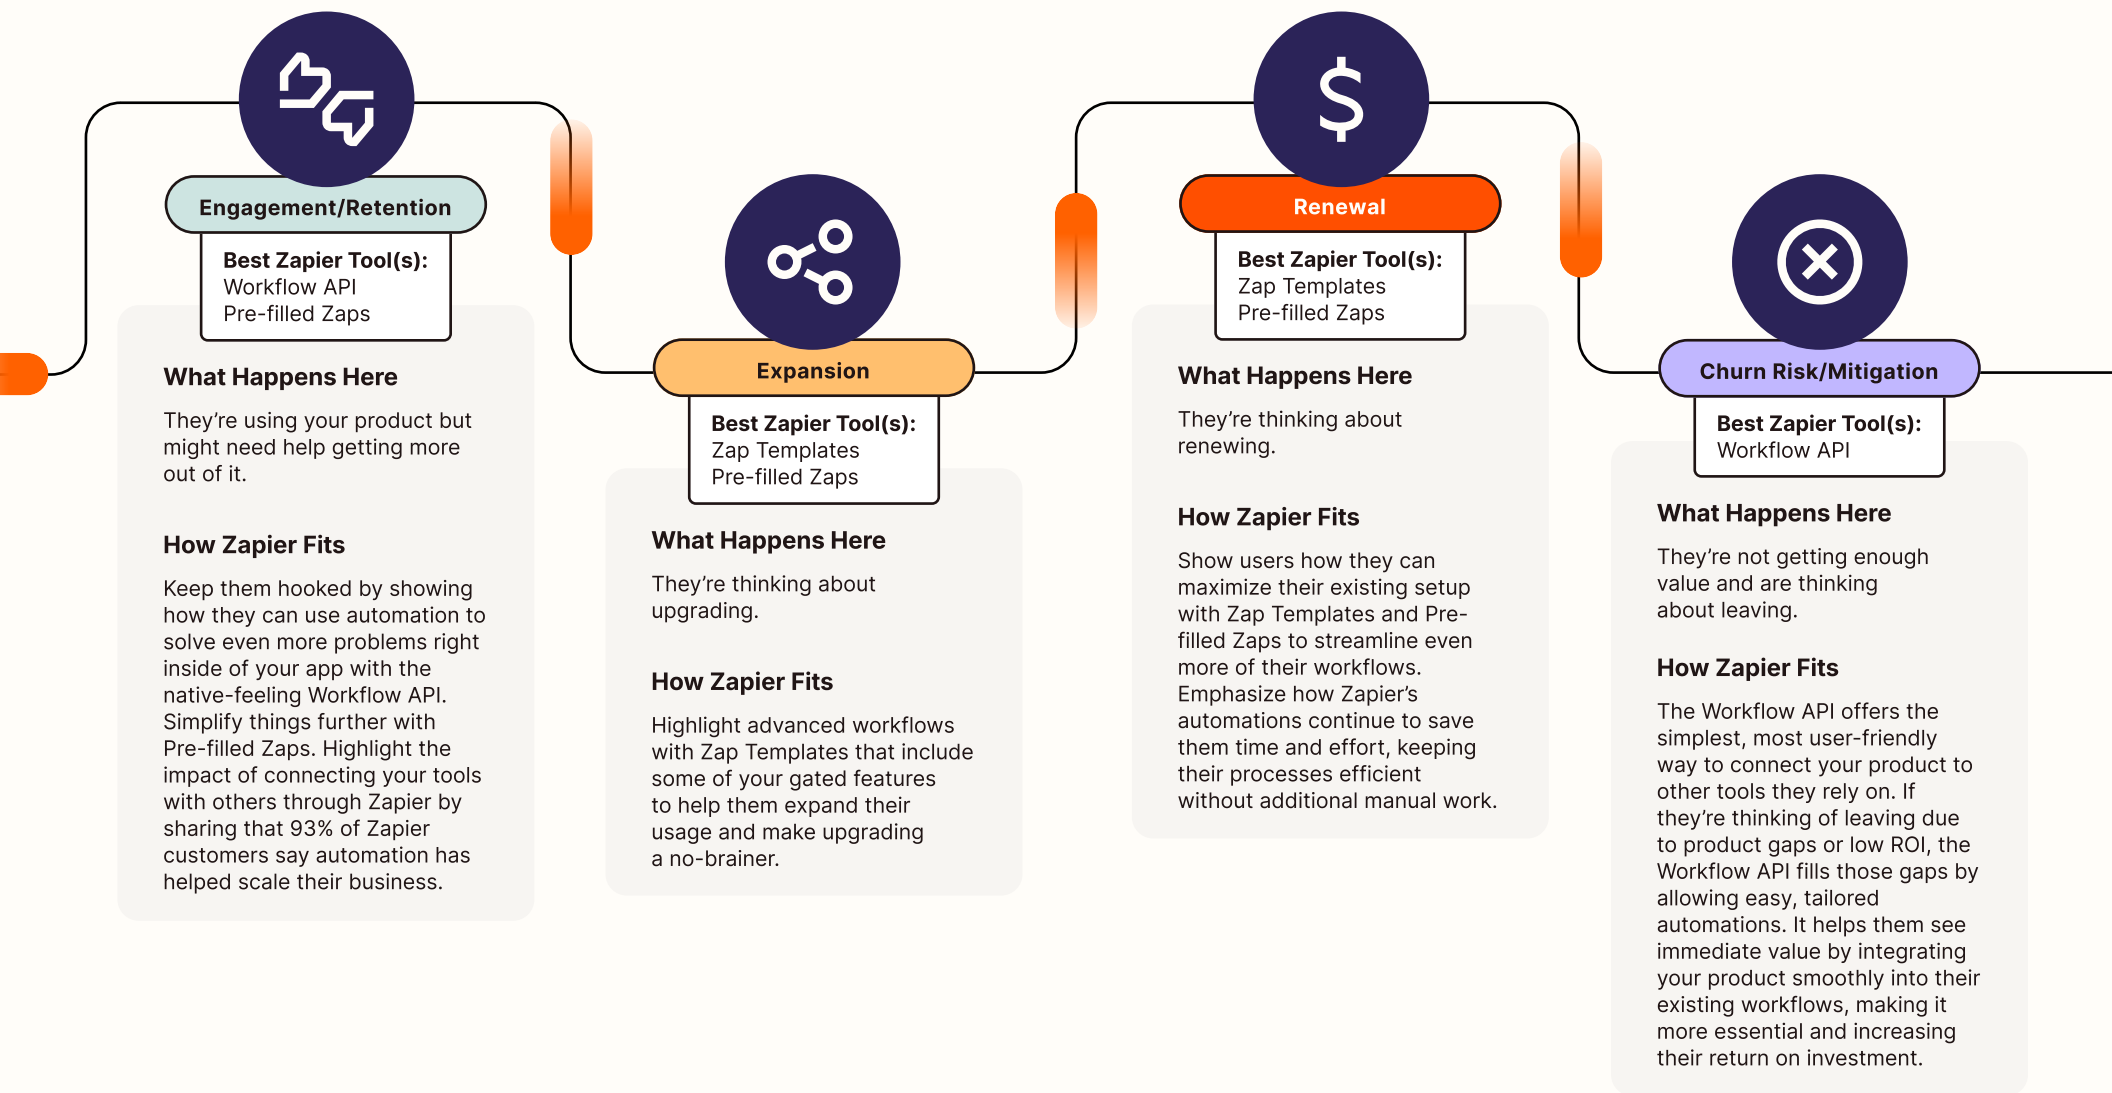 Engagement/Retention
Best Zapier Tool(s):
Workflow API
Pre-filled Zaps
What Happens Here
They’re using your product but
might need help getting more
out of it.
How Zapier Fits
Keep them hooked by showing
how they can use automation to
solve even more problems right
inside of your app with the
native-feeling Workflow API.
Simplify things further with
Pre-filled Zaps. Highlight the
impact of connecting your tools
with others through Zapier by
sharing that 93% of Zapier
customers say automation has
helped scale their business.
Expansion
Best Zapier Tool(s):
Zap Templates
Pre-filled Zaps
What Happens Here
They’re thinking about
upgrading.
How Zapier Fits
Highlight advanced workflows
with Zap Templates that include
some of your gated features
to help them expand their
usage and make upgrading
a no-brainer.
$
Renewal
Best Zapier Tool(s):
Zap Templates
Pre-filled Zaps
What Happens Here
They’re thinking about
renewing.
How Zapier Fits
Show users how they can
maximize their existing setup
with Zap Templates and Pre-
filled Zaps to streamline even
more of their workflows.
Emphasize how Zapier’s
automations continue to save
them time and effort, keeping
their processes efficient
without additional manual work.
Churn Risk/Mitigation
Best Zapier Tool(s):
Workflow API
What Happens Here
They’re not getting enough
value and are thinking
about leaving.
How Zapier Fits
The Workflow API offers the
simplest, most user-friendly
way to connect your product to
other tools they rely on. If
they’re thinking of leaving due
to product gaps or low ROI, the
Workflow API fills those gaps by
allowing easy, tailored
automations. It helps them see
immediate value by integrating
your product smoothly into their
existing workflows, making it
more essential and increasing
their return on investment.